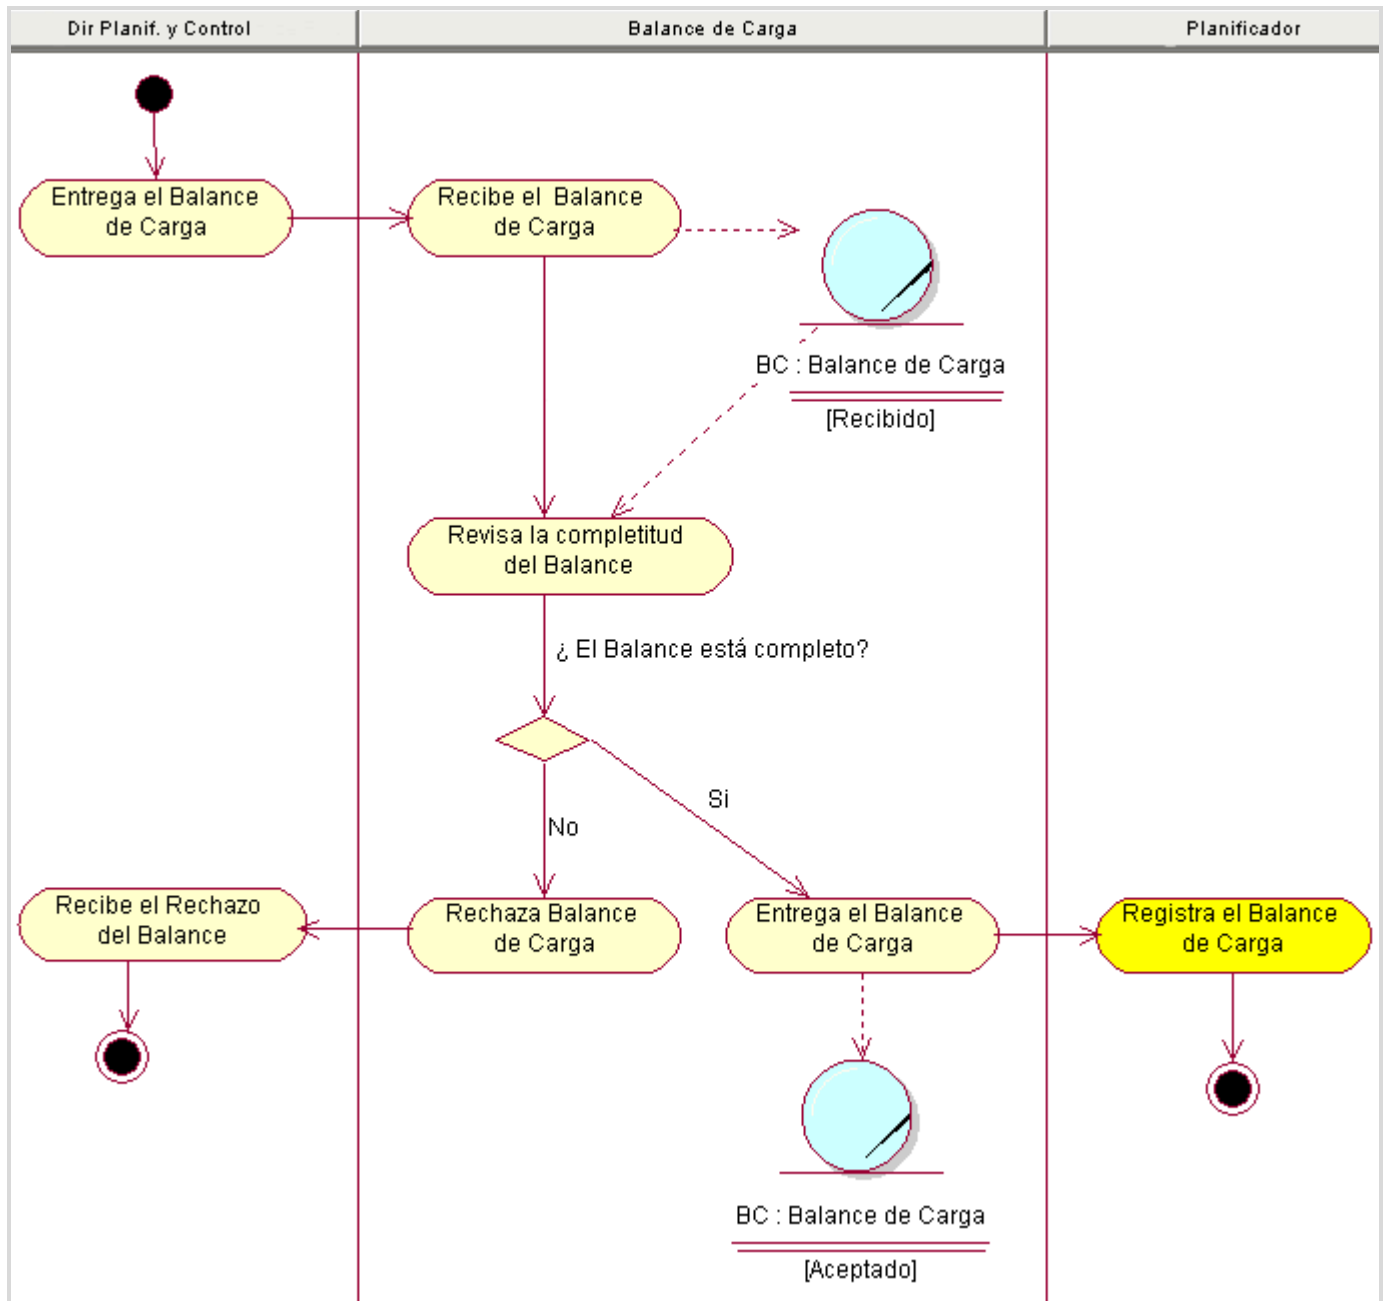 Dir Planif. y Control
Balance de Carga
Planificador
Entrega el Balance
de Carga
Recibe el Balance
de Carga
BC : Balance de Carga
[Recibido]
Revisa la completitud
del Balance
¿ El Balance está completo?
Si
No
Recibe el Rechazo
del Balance
Rechaza Balance
de Carga
Entrega el Balance
de Carga
Registra el Balance
de Carga
BC : Balance de Carga
[Aceptado]